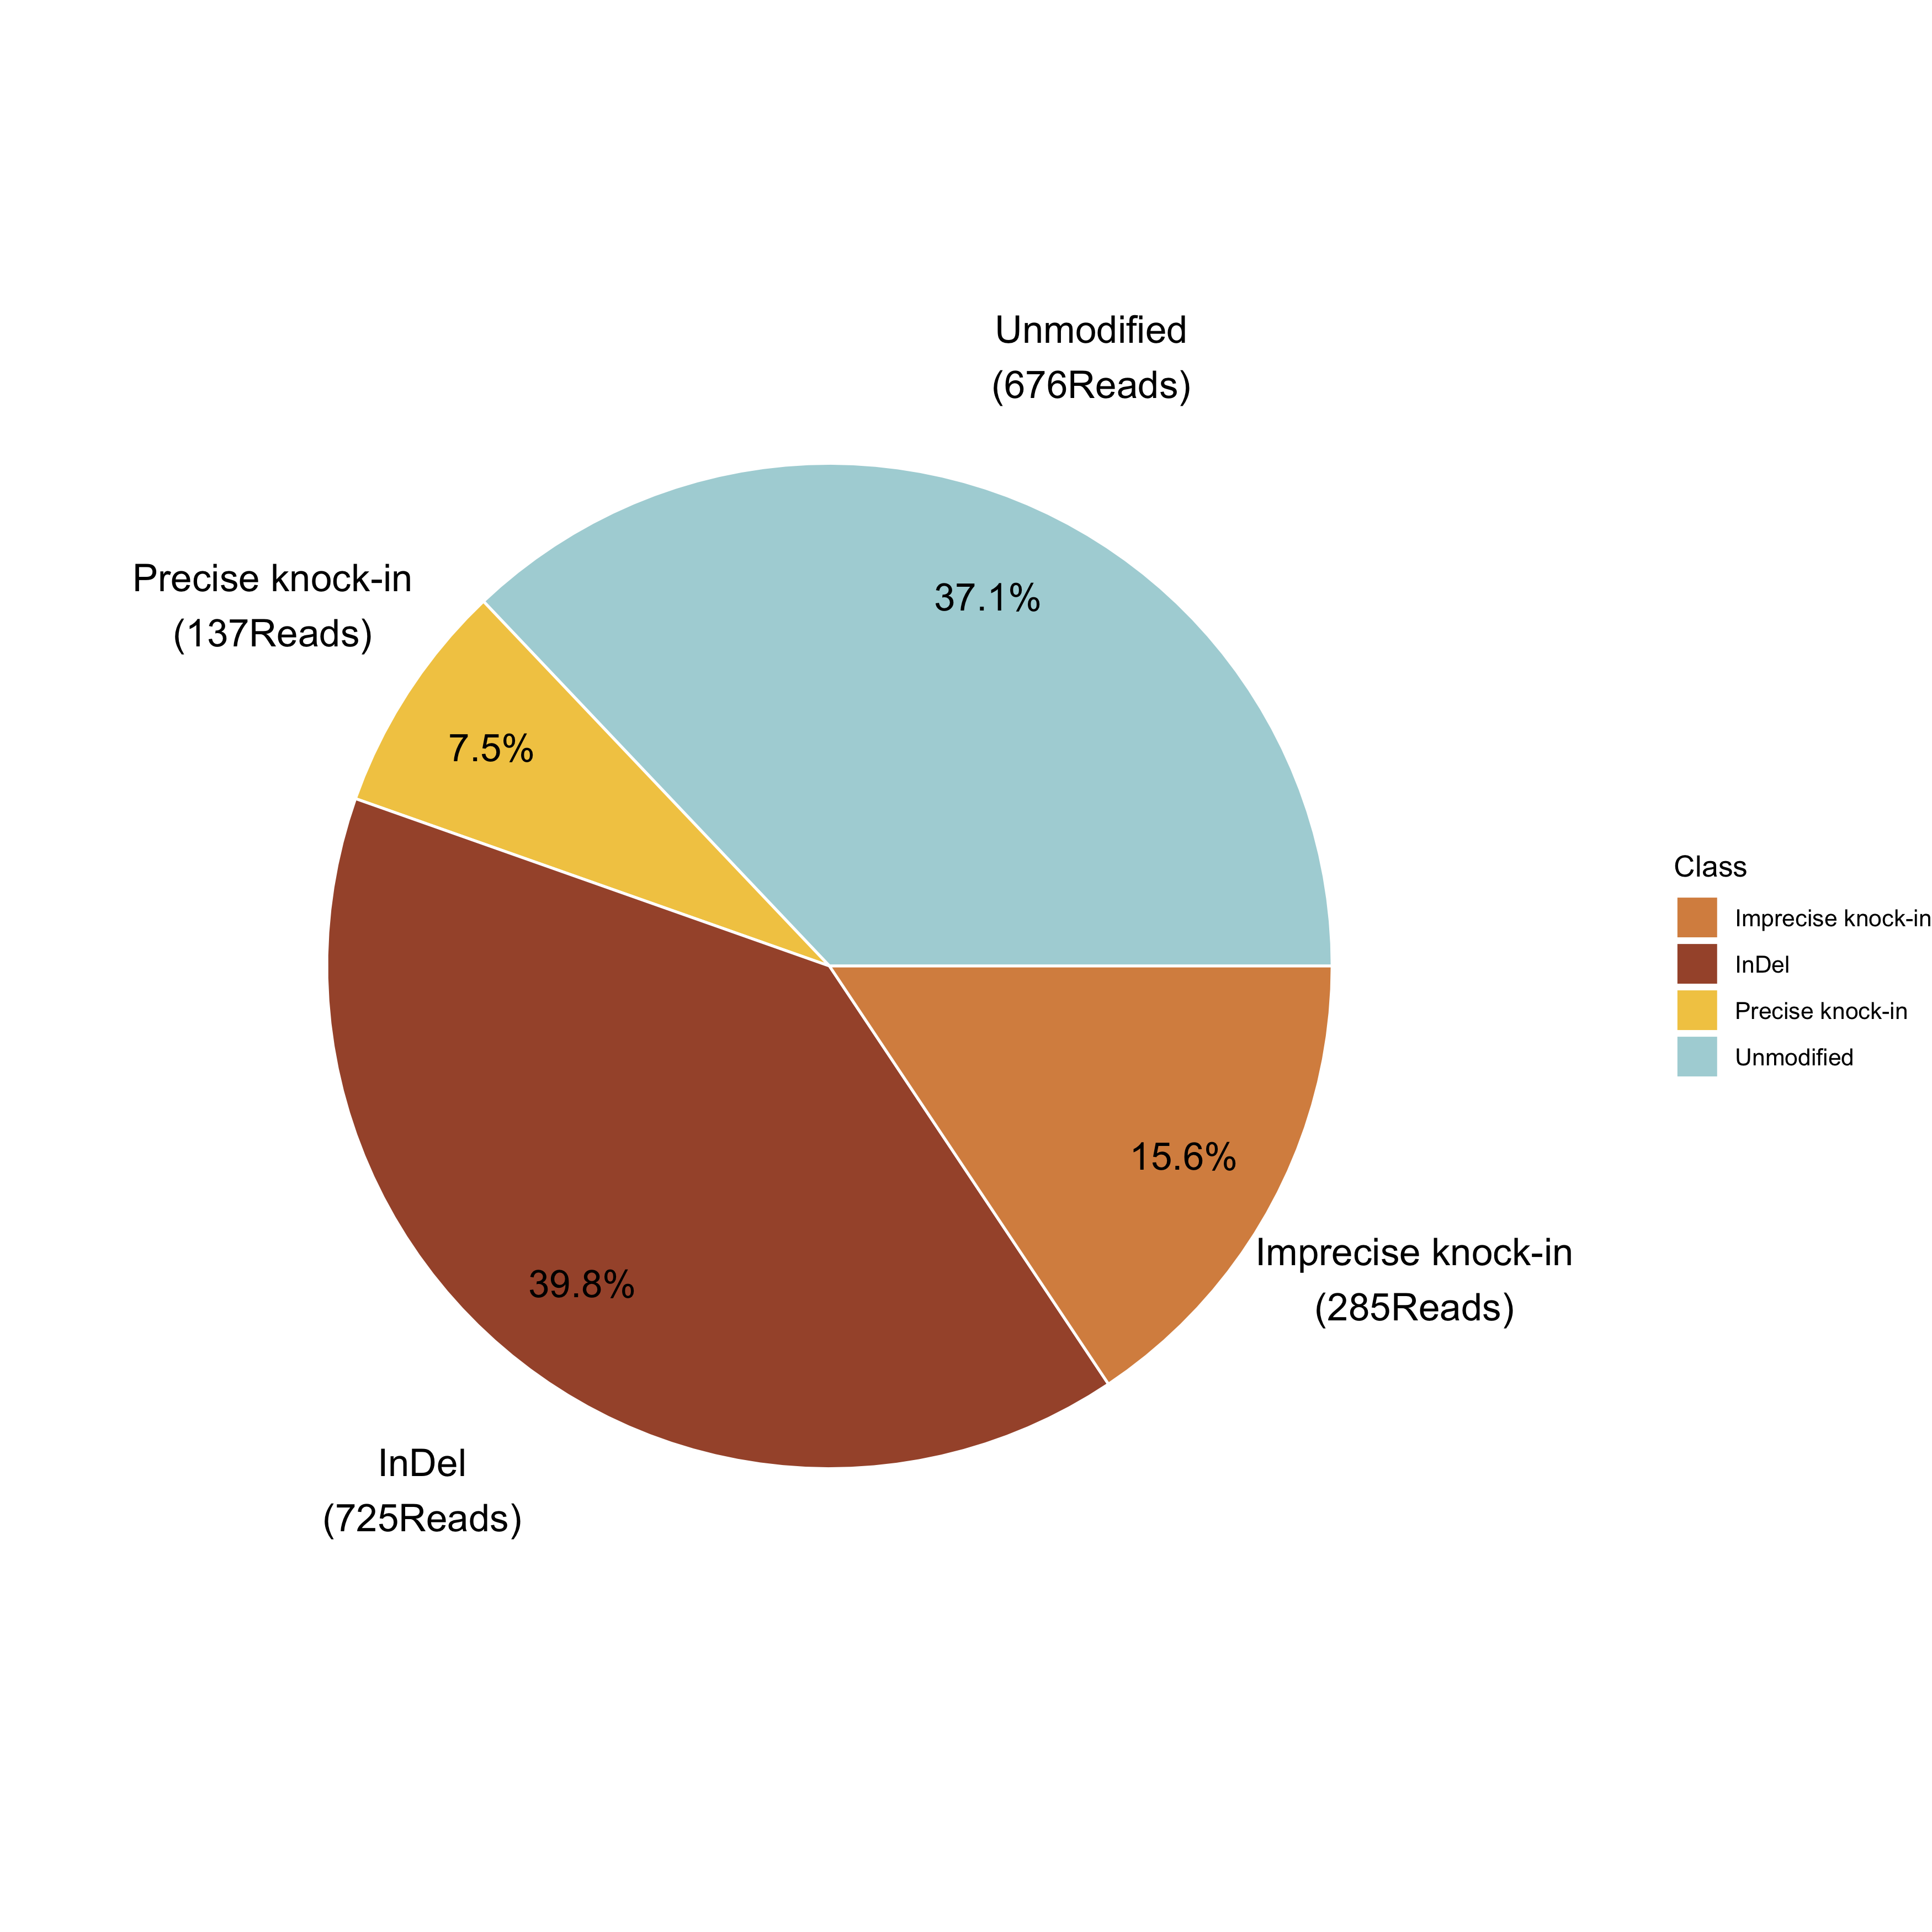 Unmodified
(676Reads)
37.1%
Precise knock-in
(137Reads)
7.5%
Class
Imprecise knock-in
InDel
Precise knock-in
Unmodified
15.6%
Imprecise knock-in
(285Reads)
39.8%
InDel
(725Reads)